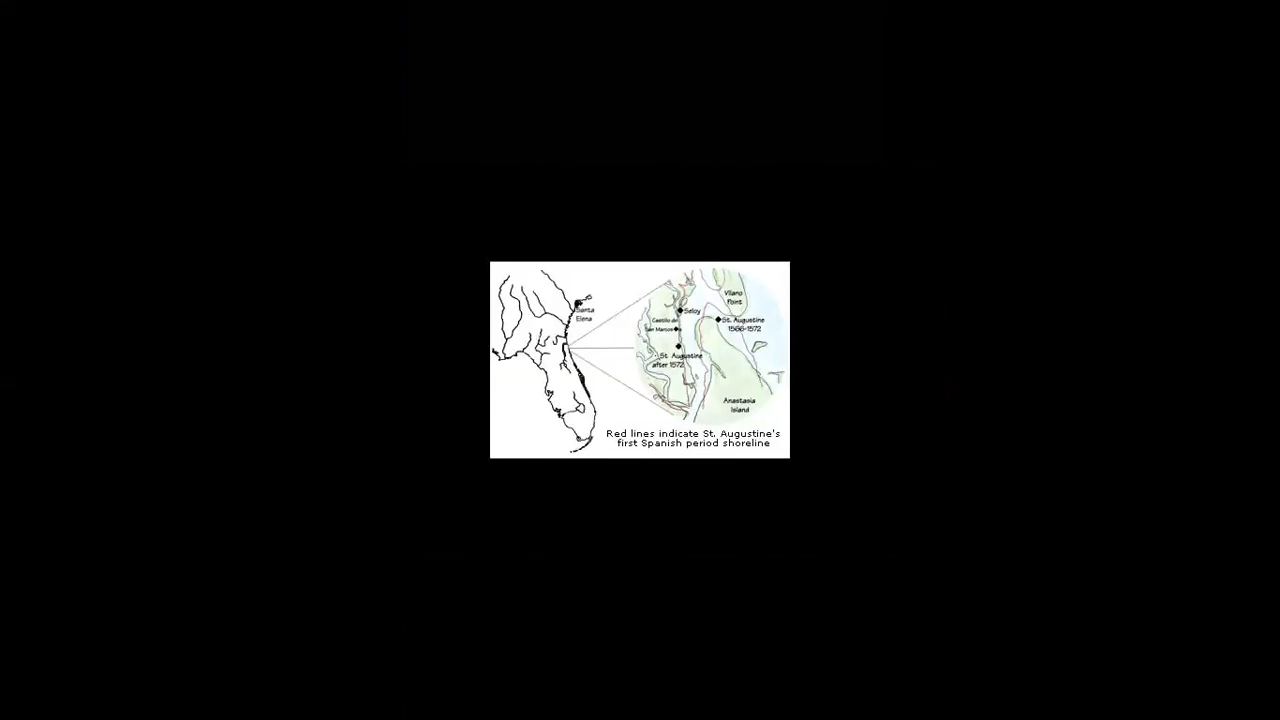 Santa
Elena
Vilano
Point
Seloy
St. Augustine
1566-1572
Castillo de
San Marcos
St. Augustine
after 1572
Anastasia
Island
Red lines indicate St. Augustine's
first Spanish period shoreline